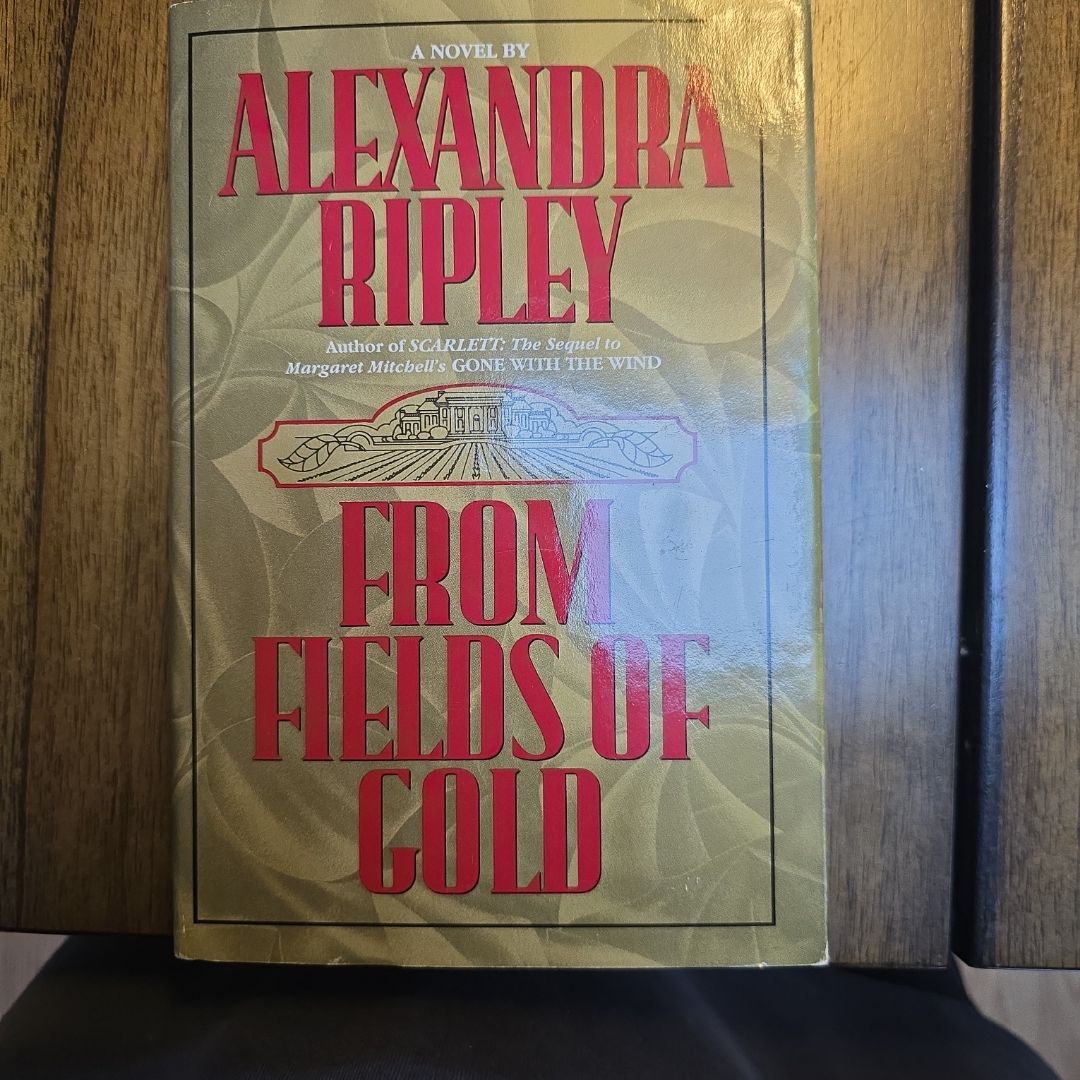 A NOVEL BY
ALEXANDRA
RIPLEY
Author of SCARLETT: The Sequel to
Margaret Mitchell's GONE WITH THE WIND
FROM
FIELDS OF
GOLD